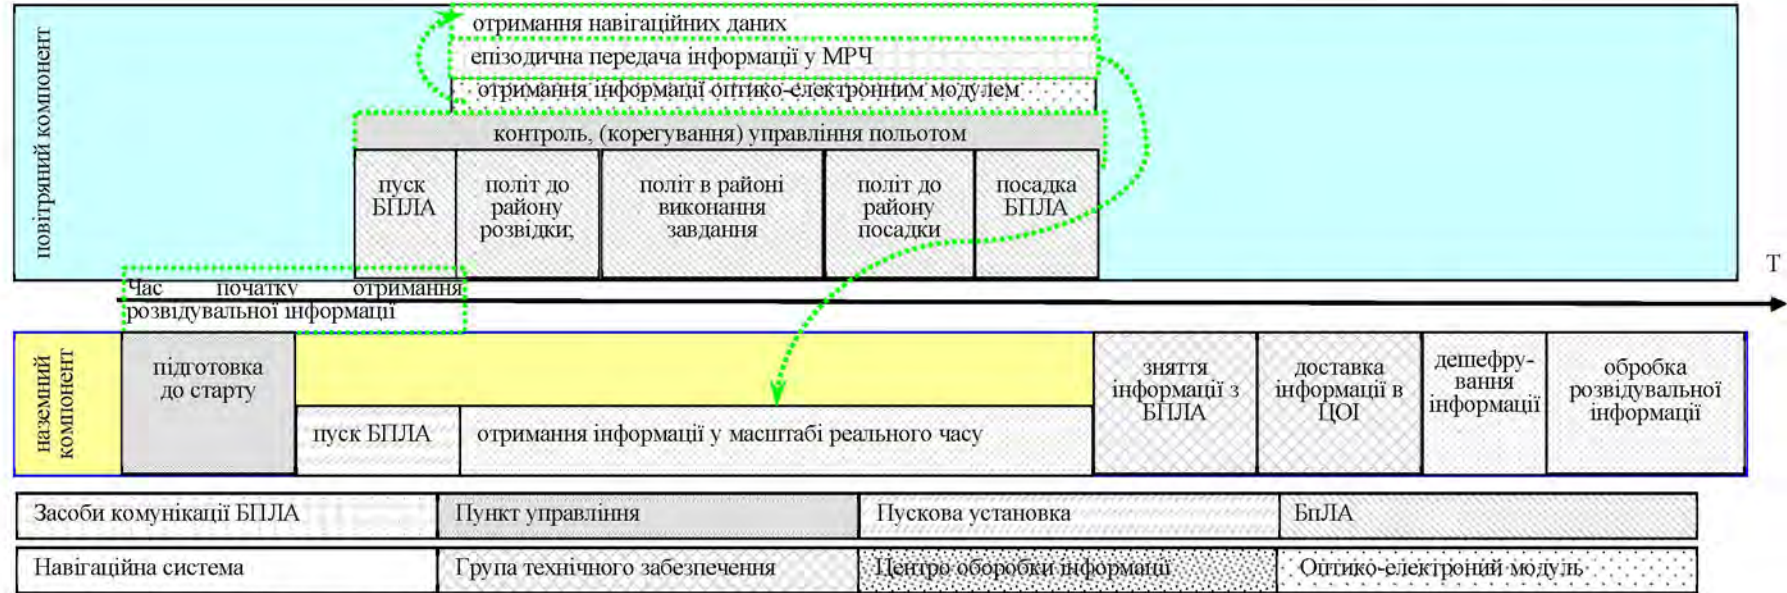 отримання навігаційних даних
епізодична передача інформації у МРЧ
отримання інформації оптико-електронним модулем
контроль, (корегування) управління польотом
повітряний компонент
пуск
БПЛА
політ до
району
розвідки;
політ в районі
виконання
завдання
політ до
району
посадки
посадка
БПЛА
Т
Час початку отримання
розвідувальної інформації
наземний
компонент
підготовка
до старту
пуск БПЛА
отримання інформації у масштабі реального часу
зняття
інформації з
БПЛА
доставка
інформації в
ЦОІ
дешефру-
вання
інформації
обробка
розвідувальної
інформації
Засоби комунікації БПЛА
Пункт управління
Пускова установка
БпЛА
Навігаційна система
Група технічного забезпечення
Центро оборобки інформації
Оптико-електроний модуль